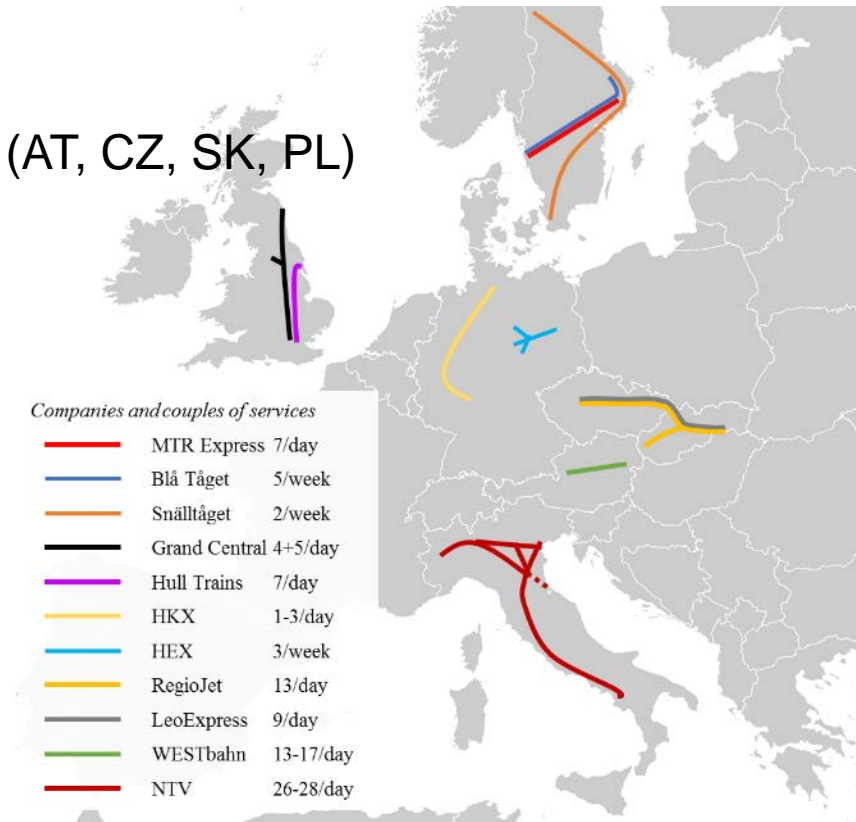 (AT, CZ, SK, PL)
Companies and couples of services
MTR Express 7/day
Blå Tåget 5/week
Snälltåget 2/week
Grand Central 4+5/day
Hull Trains 7/day
HKX 1-3/day
HEX 3/week
RegioJet 13/day
LeoExpress 9/day
WESTbahn 13-17/day
NTV 26-28/day